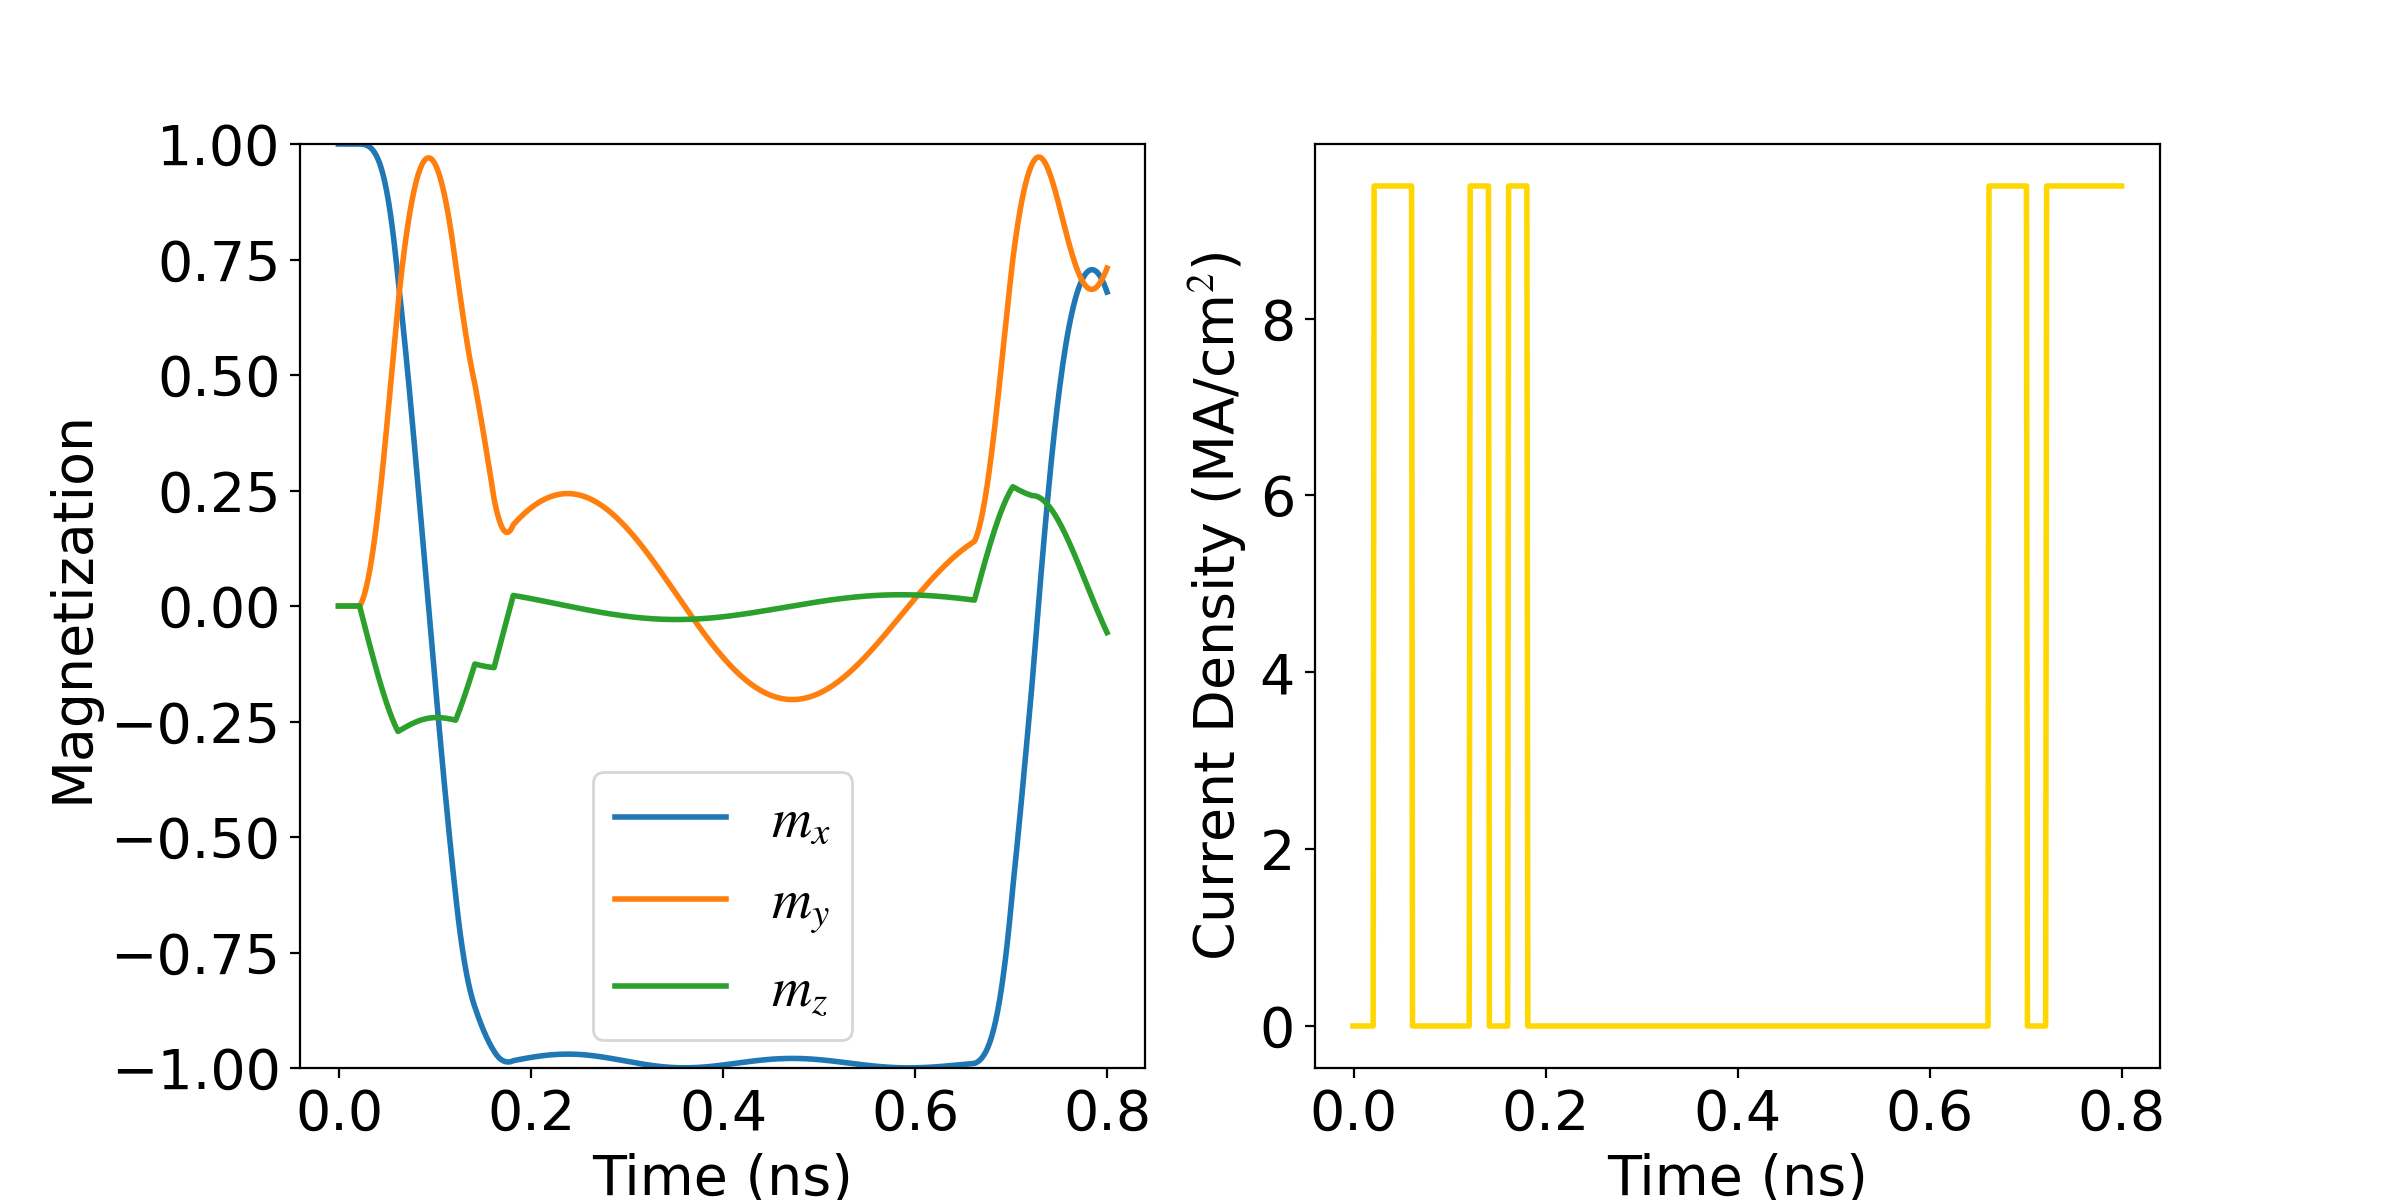 Magnetization
1.00
0.75
0.50
0.25
0.00
−0.25
−0.50
−0.75
−1.00
0.0 0.2 0.4 0.6 0.8
Time (ns)
m_x
m_y
m_z
Current Density (MA/cm²)
8
6
4
2
0
0.0 0.2 0.4 0.6 0.8
Time (ns)